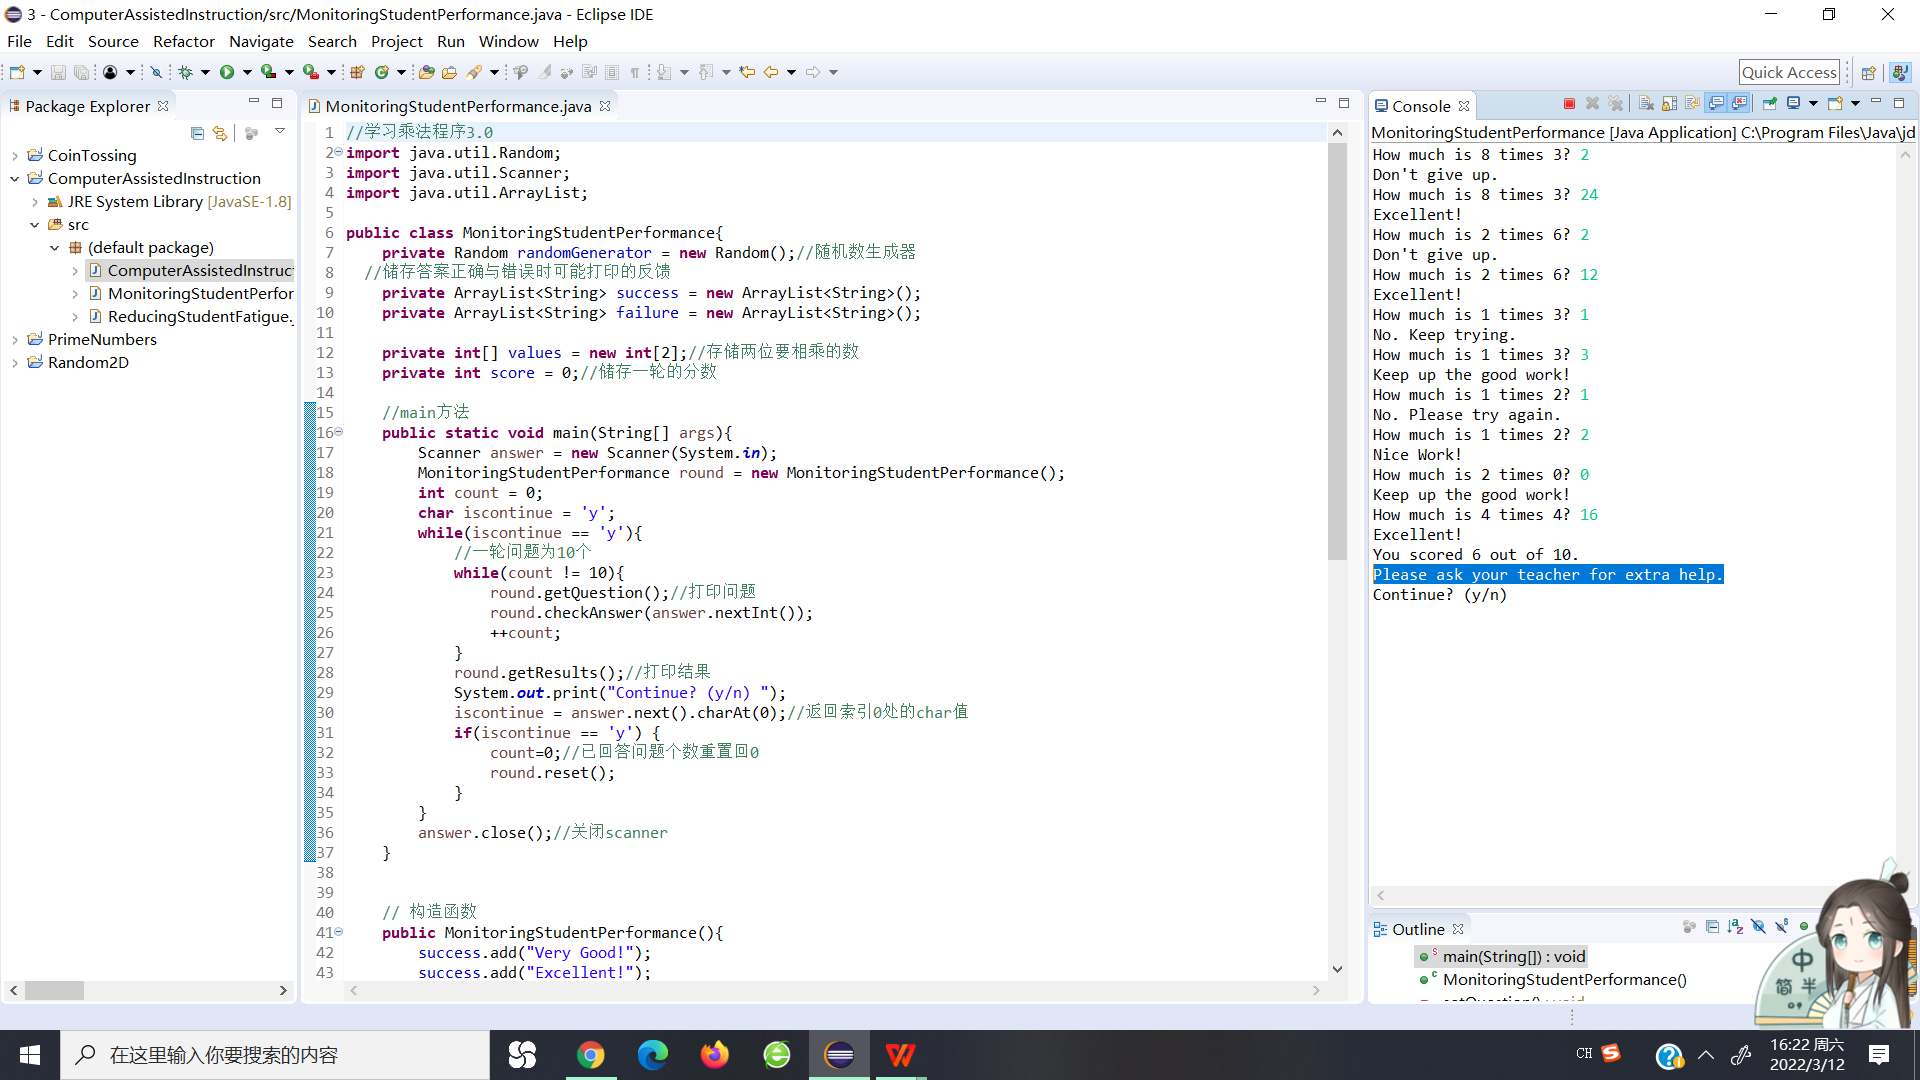 3 - ComputerAssistedInstruction/src/MonitoringStudentPerformance.java - Eclipse IDE
File Edit Source Refactor Navigate Search Project Run Window Help
Quick Access
Package Explorer
CoinTossing
ComputerAssistedInstruction
JRE System Library [JavaSE-1.8]
src
(default package)
ComputerAssistedInstruct
MonitoringStudentPerfor
ReducingStudentFatigue.
PrimeNumbers
Random2D
MonitoringStudentPerformance.java
1 //学习乘法程序3.0
2 import java.util.Random;
3 import java.util.Scanner;
4 import java.util.ArrayList;
5
6 public class MonitoringStudentPerformance{
7 private Random randomGenerator = new Random();//随机数生成器
8 //储存答案正确与错误时可能打印的反馈
9 private ArrayList<String> success = new ArrayList<String>();
10 private ArrayList<String> failure = new ArrayList<String>();
11
12 private int[] values = new int[2];//存储两位要相乘的数
13 private int score = 0;//储存一轮的分数
14
15 //main方法
16 public static void main(String[] args){
17 Scanner answer = new Scanner(System.in);
18 MonitoringStudentPerformance round = new MonitoringStudentPerformance();
19 int count = 0;
20 char iscontinue = 'y';
21 while(iscontinue == 'y'){
22 //一轮问题为10个
23 while(count != 10){
24 round.getQuestion();//打印问题
25 round.checkAnswer(answer.nextInt());
26 ++count;
27 }
28 round.getResults();//打印结果
29 System.out.print("Continue? (y/n) ");
30 iscontinue = answer.next().charAt(0);//返回索引0处的char值
31 if(iscontinue == 'y') {
32 count=0;//已回答问题个数重置回0
33 round.reset();
34 }
35 }
36 answer.close();//关闭scanner
37 }
38
39
40 // 构造函数
41 public MonitoringStudentPerformance(){
42 success.add("Very Good!");
43 success.add("Excellent!");
Console
MonitoringStudentPerformance [Java Application] C:\Program Files\Java\jd
How much is 8 times 3? 2
Don't give up.
How much is 8 times 3? 24
Excellent!
How much is 2 times 6? 2
Don't give up.
How much is 2 times 6? 12
Excellent!
How much is 1 times 3? 1
No. Keep trying.
How much is 1 times 3? 3
Keep up the good work!
How much is 1 times 2? 1
No. Please try again.
How much is 1 times 2? 2
Nice Work!
How much is 2 times 0? 0
Keep up the good work!
How much is 4 times 4? 16
Excellent!
You scored 6 out of 10.
Please ask your teacher for extra help.
Continue? (y/n)
Outline
main(String[]) : void
MonitoringStudentPerformance()
中
简 半
在这里输入你要搜索的内容
CH
16:22 周六
2022/3/12